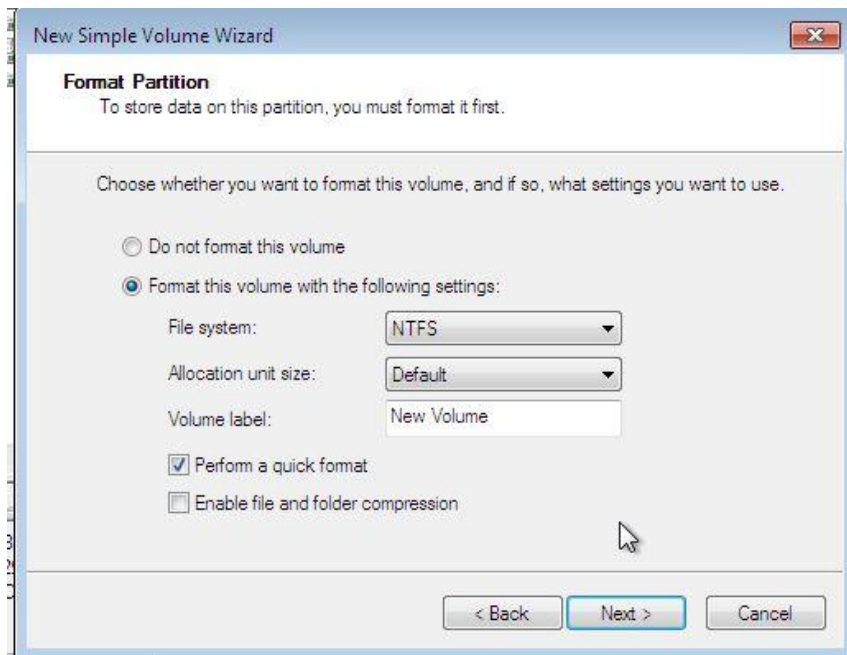 New Simple Volume Wizard
Format Partition
To store data on this partition, you must format it first.
Choose whether you want to format this volume, and if so, what settings you want to use.
Do not format this volume
Format this volume with the following settings:
File system: NTFS
Allocation unit size: Default
Volume label: New Volume
Perform a quick format
Enable file and folder compression
< Back Next > Cancel